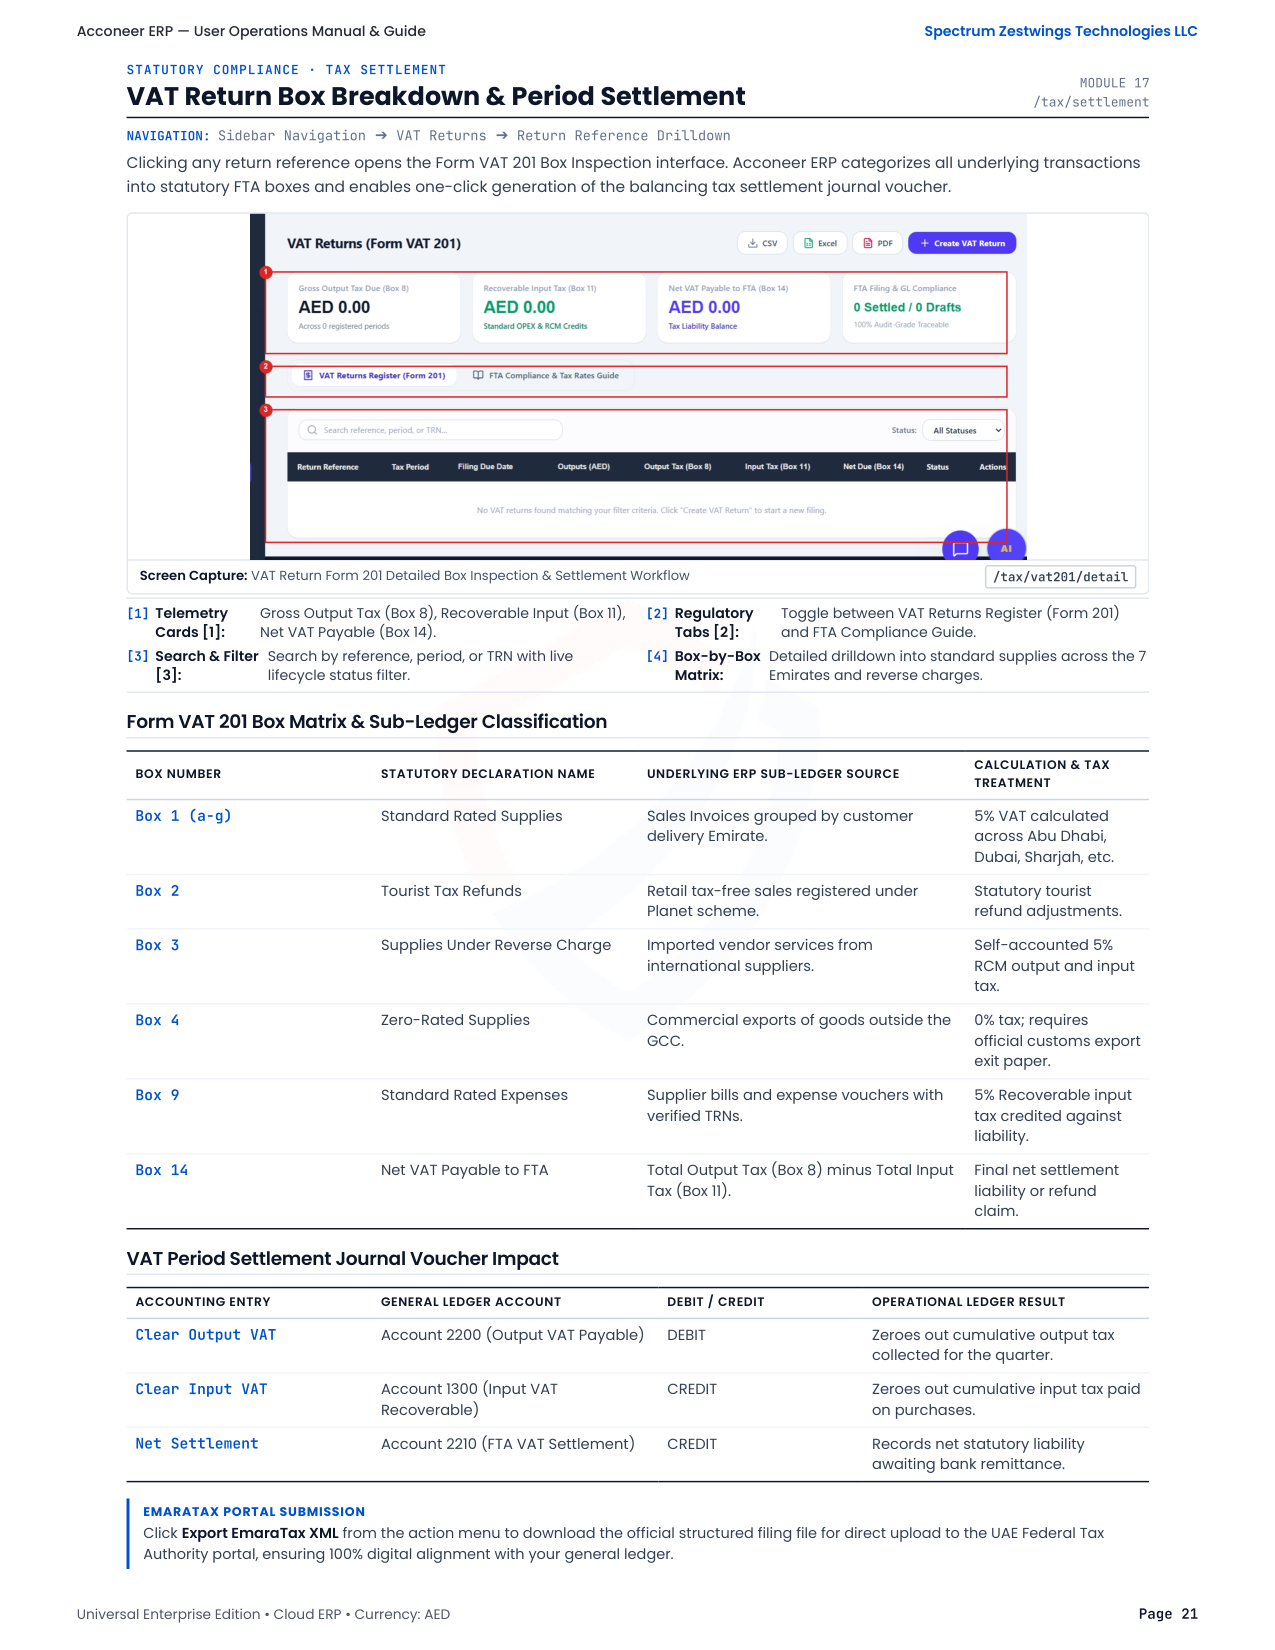 Acconeer ERP — User Operations Manual & Guide
Spectrum Zestwings Technologies LLC
STATUTORY COMPLIANCE · TAX SETTLEMENT
VAT Return Box Breakdown & Period Settlement
MODULE 17
/tax/settlement
NAVIGATION: Sidebar Navigation ➔ VAT Returns ➔ Return Reference Drilldown
Clicking any return reference opens the Form VAT 201 Box Inspection interface. Acconeer ERP categorizes all underlying transactions
into statutory FTA boxes and enables one-click generation of the balancing tax settlement journal voucher.
VAT Returns (Form VAT 201)
CSV
Excel
PDF
+ Create VAT Return
1
Gross Output Tax Due (Box 8)
AED 0.00
Across 0 registered periods
Recoverable Input Tax (Box 11)
AED 0.00
Standard OPEX & RCM Credits
Net VAT Payable to FTA (Box 14)
AED 0.00
Tax Liability Balance
FTA Filing & GL Compliance
0 Settled / 0 Drafts
100% Audit-Grade Traceable
2
VAT Returns Register (Form 201)
FTA Compliance & Tax Rates Guide
3
Search reference, period, or TRN...
Status:
All Statuses
Return Reference Tax Period Filing Due Date Outputs (AED) Output Tax (Box 8) Input Tax (Box 11) Net Due (Box 14) Status Actions
No VAT returns found matching your filter criteria. Click "Create VAT Return" to start a new filing.
AI
Screen Capture: VAT Return Form 201 Detailed Box Inspection & Settlement Workflow
/tax/vat201/detail
[1] Telemetry Cards [1]: Gross Output Tax (Box 8), Recoverable Input (Box 11),
Net VAT Payable (Box 14).
[2] Regulatory Tabs [2]: Toggle between VAT Returns Register (Form 201)
and FTA Compliance Guide.
[3] Search & Filter [3]: Search by reference, period, or TRN with live
lifecycle status filter.
[4] Box-by-Box Matrix: Detailed drilldown into standard supplies across the 7
Emirates and reverse charges.
Form VAT 201 Box Matrix & Sub-Ledger Classification
BOX NUMBER
STATUTORY DECLARATION NAME
UNDERLYING ERP SUB-LEDGER SOURCE
CALCULATION & TAX
TREATMENT
Box 1 (a-g)
Standard Rated Supplies
Sales Invoices grouped by customer
delivery Emirate.
5% VAT calculated
across Abu Dhabi,
Dubai, Sharjah, etc.
Box 2
Tourist Tax Refunds
Retail tax-free sales registered under
Planet scheme.
Statutory tourist
refund adjustments.
Box 3
Supplies Under Reverse Charge
Imported vendor services from
international suppliers.
Self-accounted 5%
RCM output and input
tax.
Box 4
Zero-Rated Supplies
Commercial exports of goods outside the
GCC.
0% tax; requires
official customs export
exit paper.
Box 9
Standard Rated Expenses
Supplier bills and expense vouchers with
verified TRNs.
5% Recoverable input
tax credited against
liability.
Box 14
Net VAT Payable to FTA
Total Output Tax (Box 8) minus Total Input
Tax (Box 11).
Final net settlement
liability or refund
claim.
VAT Period Settlement Journal Voucher Impact
ACCOUNTING ENTRY
GENERAL LEDGER ACCOUNT
DEBIT / CREDIT
OPERATIONAL LEDGER RESULT
Clear Output VAT
Account 2200 (Output VAT Payable)
DEBIT
Zeroes out cumulative output tax
collected for the quarter.
Clear Input VAT
Account 1300 (Input VAT
Recoverable)
CREDIT
Zeroes out cumulative input tax paid
on purchases.
Net Settlement
Account 2210 (FTA VAT Settlement)
CREDIT
Records net statutory liability
awaiting bank remittance.
EMARATAX PORTAL SUBMISSION
Click Export EmaraTax XML from the action menu to download the official structured filing file for direct upload to the UAE Federal Tax
Authority portal, ensuring 100% digital alignment with your general ledger.
Universal Enterprise Edition • Cloud ERP • Currency: AED
Page 21